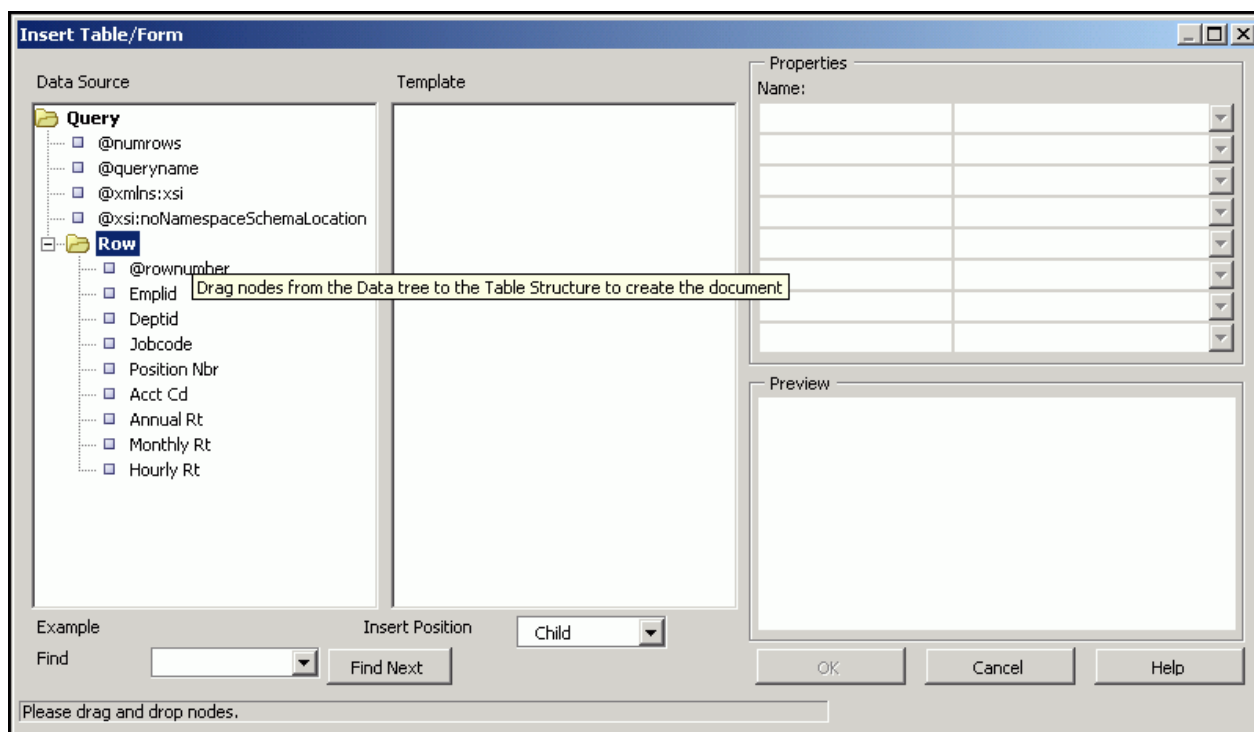 Insert Table/Form
Data Source
Template
Properties
Name:
Query
@numrows
@queryname
@xmlns:xsi
@xsi:noNamespaceSchemaLocation
Row
@rownumber
Drag nodes from the Data tree to the Table Structure to create the document
Emplid
Deptid
Jobcode
Position Nbr
Acct Cd
Annual Rt
Monthly Rt
Hourly Rt
Preview
Example
Insert Position
Child
Find
Find Next
OK
Cancel
Help
Please drag and drop nodes.